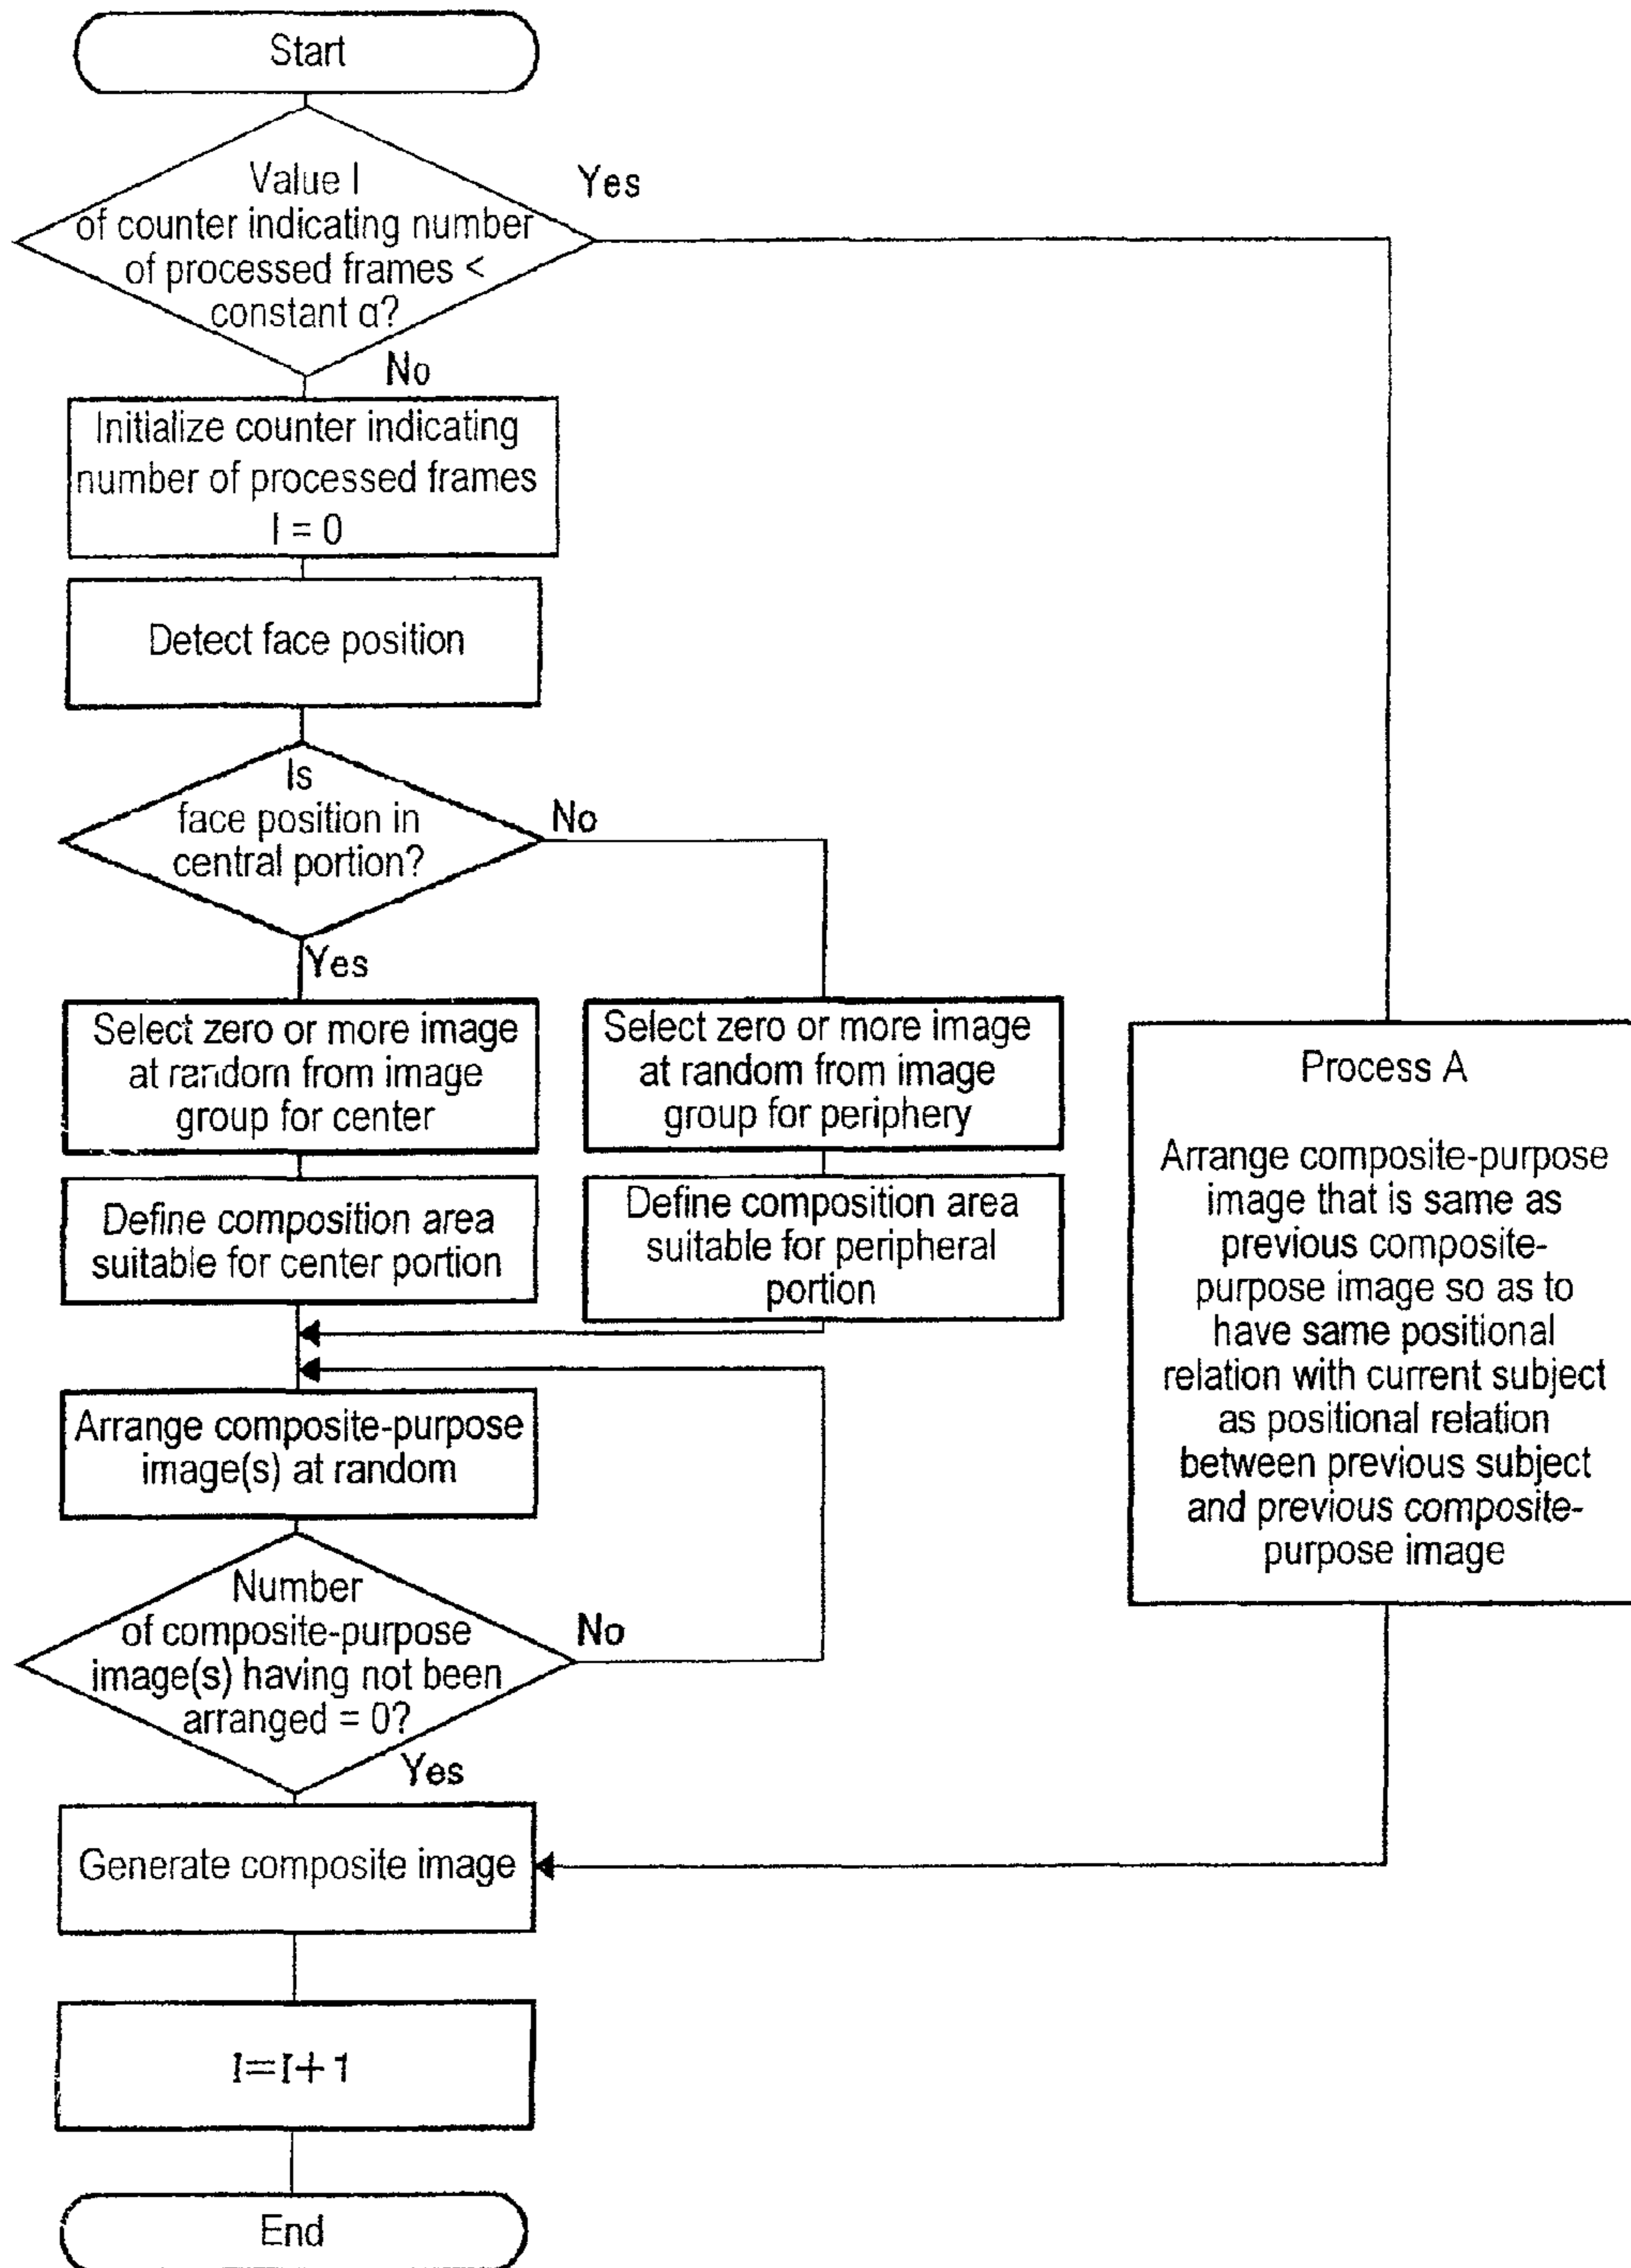 Start
Value I
of counter indicating number
of processed frames <
constant α?
Yes
No
Initialize counter indicating
number of processed frames
I = 0
Detect face position
Is
face position in
central portion?
No
Yes
Select zero or more image
at random from image
group for center
Select zero or more image
at random from image
group for periphery
Define composition area
suitable for center portion
Define composition area
suitable for peripheral
portion
Process A
Arrange composite-purpose
image that is same as
previous composite-
purpose image so as to
have same positional
relation with current subject
as positional relation
between previous subject
and previous composite-
purpose image
Arrange composite-purpose
image(s) at random
Number
of composite-purpose
image(s) having not been
arranged = 0?
No
Yes
Generate composite image
I=I+1
End